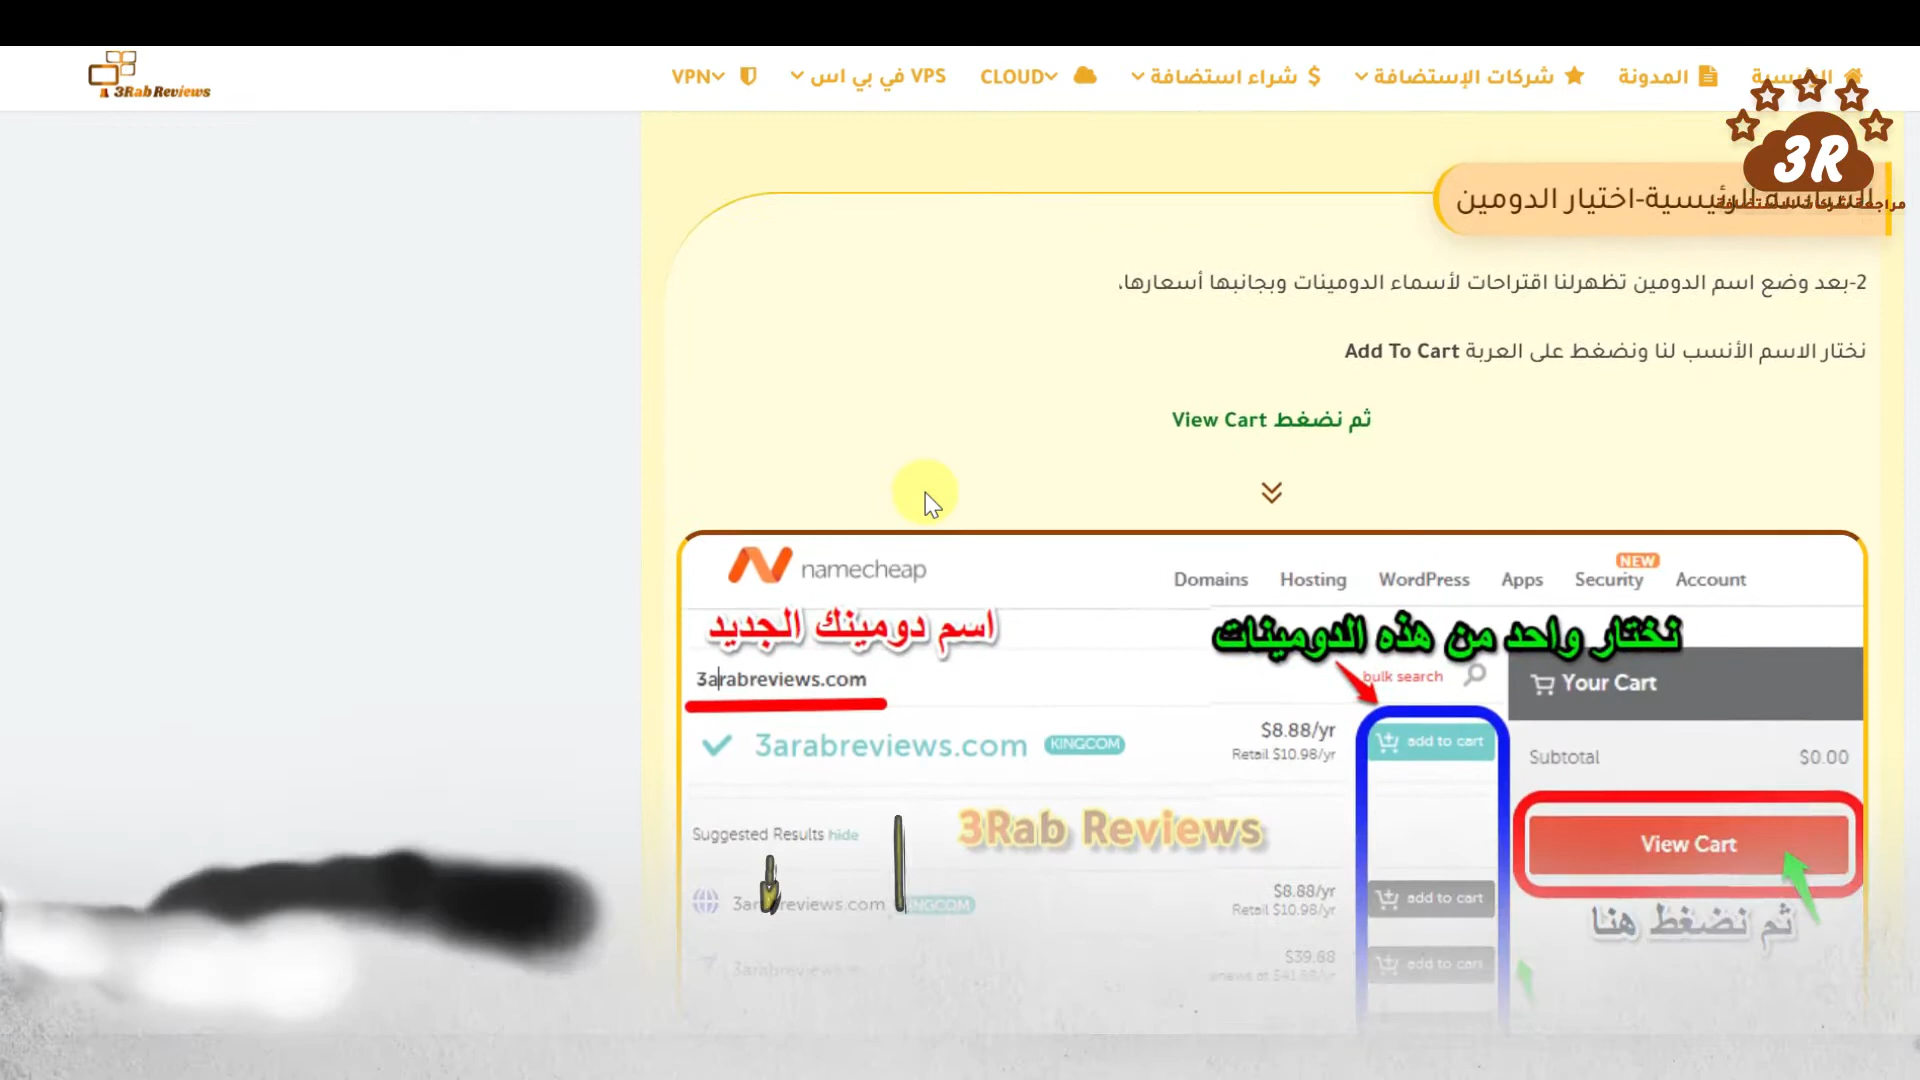 3Rab Reviews
المدونة
شركات الإستضافة
شراء استضافة
CLOUD
VPS في بي اس
VPN
3R
الرئيسية-اختيار الدومين
2-بعد وضع اسم الدومين تظهرلنا اقتراحات لأسماء الدومينات وبجانبها أسعارها،
نختار الاسم الأنسب لنا ونضغط على العربة Add To Cart
ثم نضغط View Cart
namecheap
Domains Hosting WordPress Apps Security Account
NEW
اسم دومينك الجديد
نختار واحد من هذه الدومينات
3arabreviews.com
bulk search
Your Cart
3arabreviews.com KINGCOM
$8.88/yr
Retail $10.98/yr
add to cart
Subtotal $0.00
Suggested Results hide
3Rab Reviews
View Cart
reviews.com
$8.88/yr
Retail $10.98/yr
add to cart
ثم نضغط هنا
$39.88
add to cart